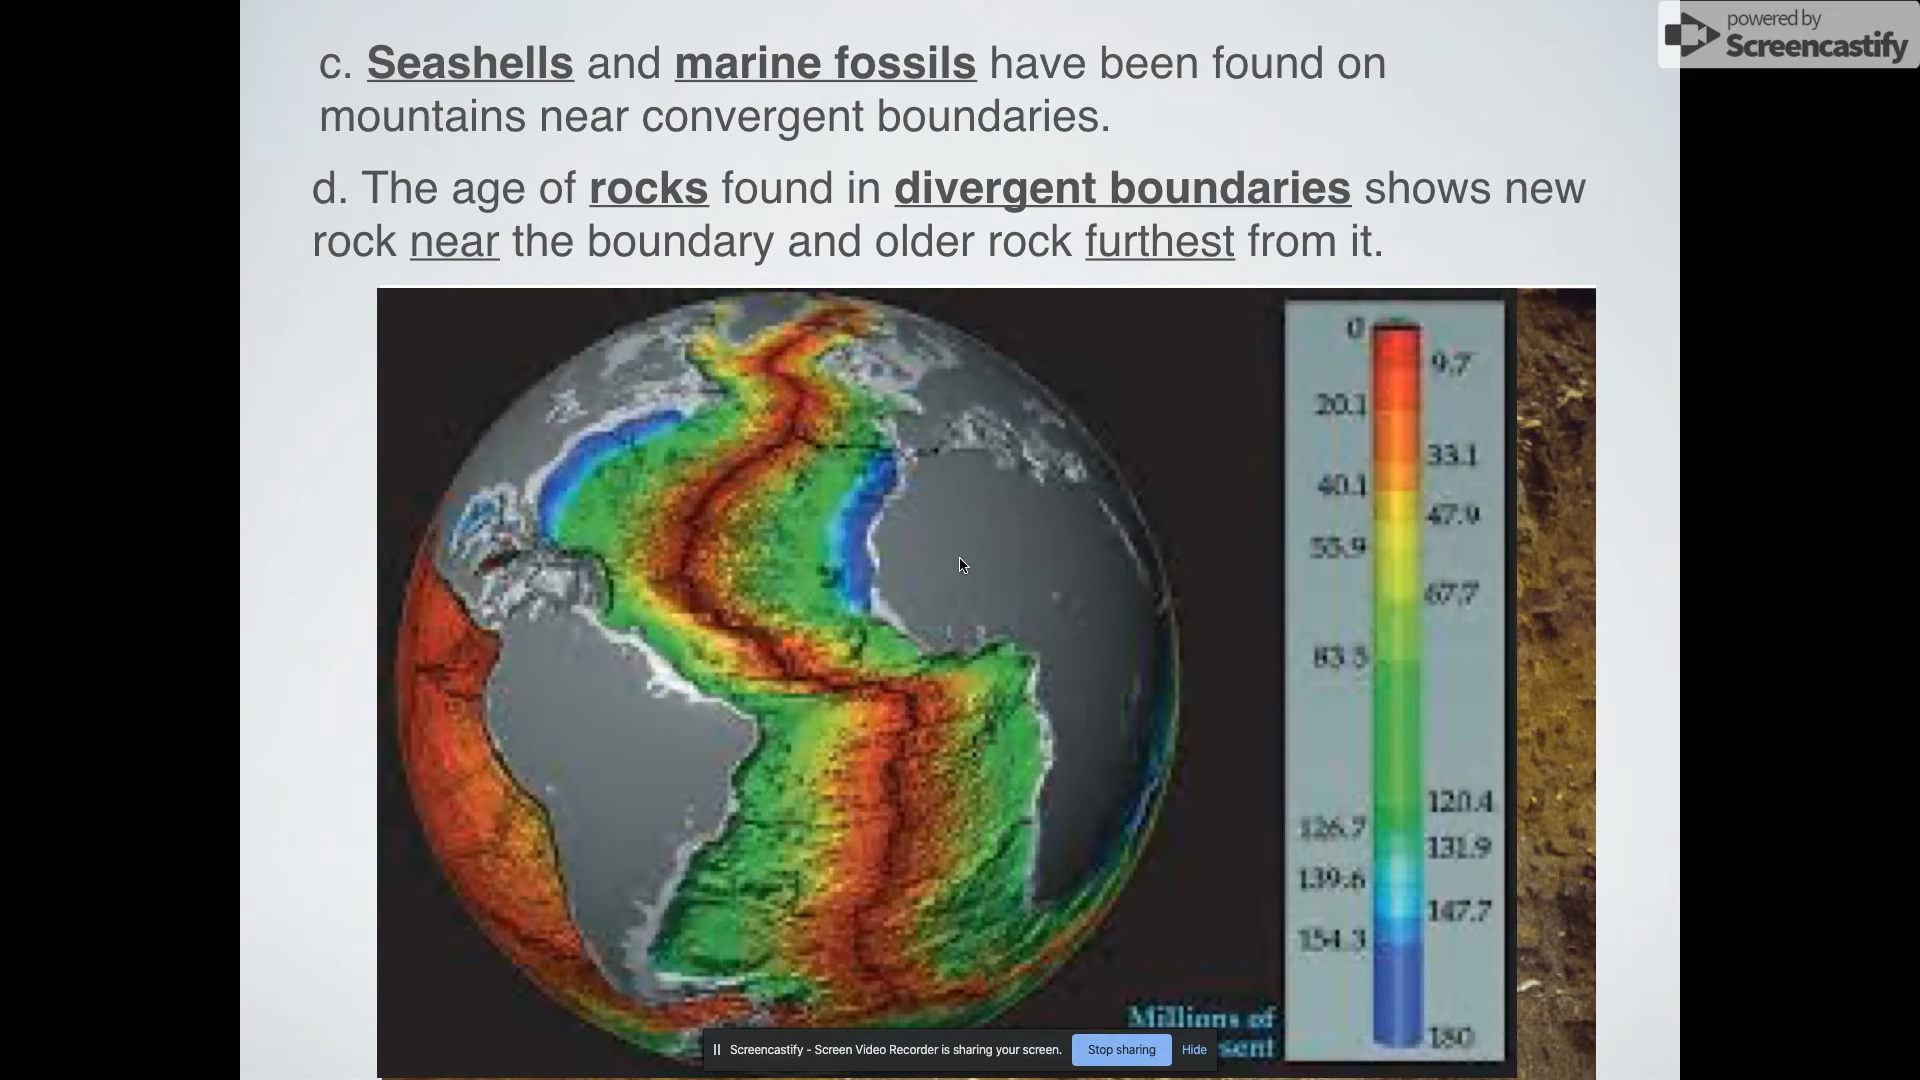 powered by
Screencastify
c. Seashells and marine fossils have been found on
mountains near convergent boundaries.
d. The age of rocks found in divergent boundaries shows new
rock near the boundary and older rock furthest from it.
0
9.7
20.1
33.1
40.1
47.9
55.9
67.7
83.5
120.4
126.7
131.9
139.6
147.7
154.3
180
Millions of
Screencastify - Screen Video Recorder is sharing your screen.
Stop sharing
Hide